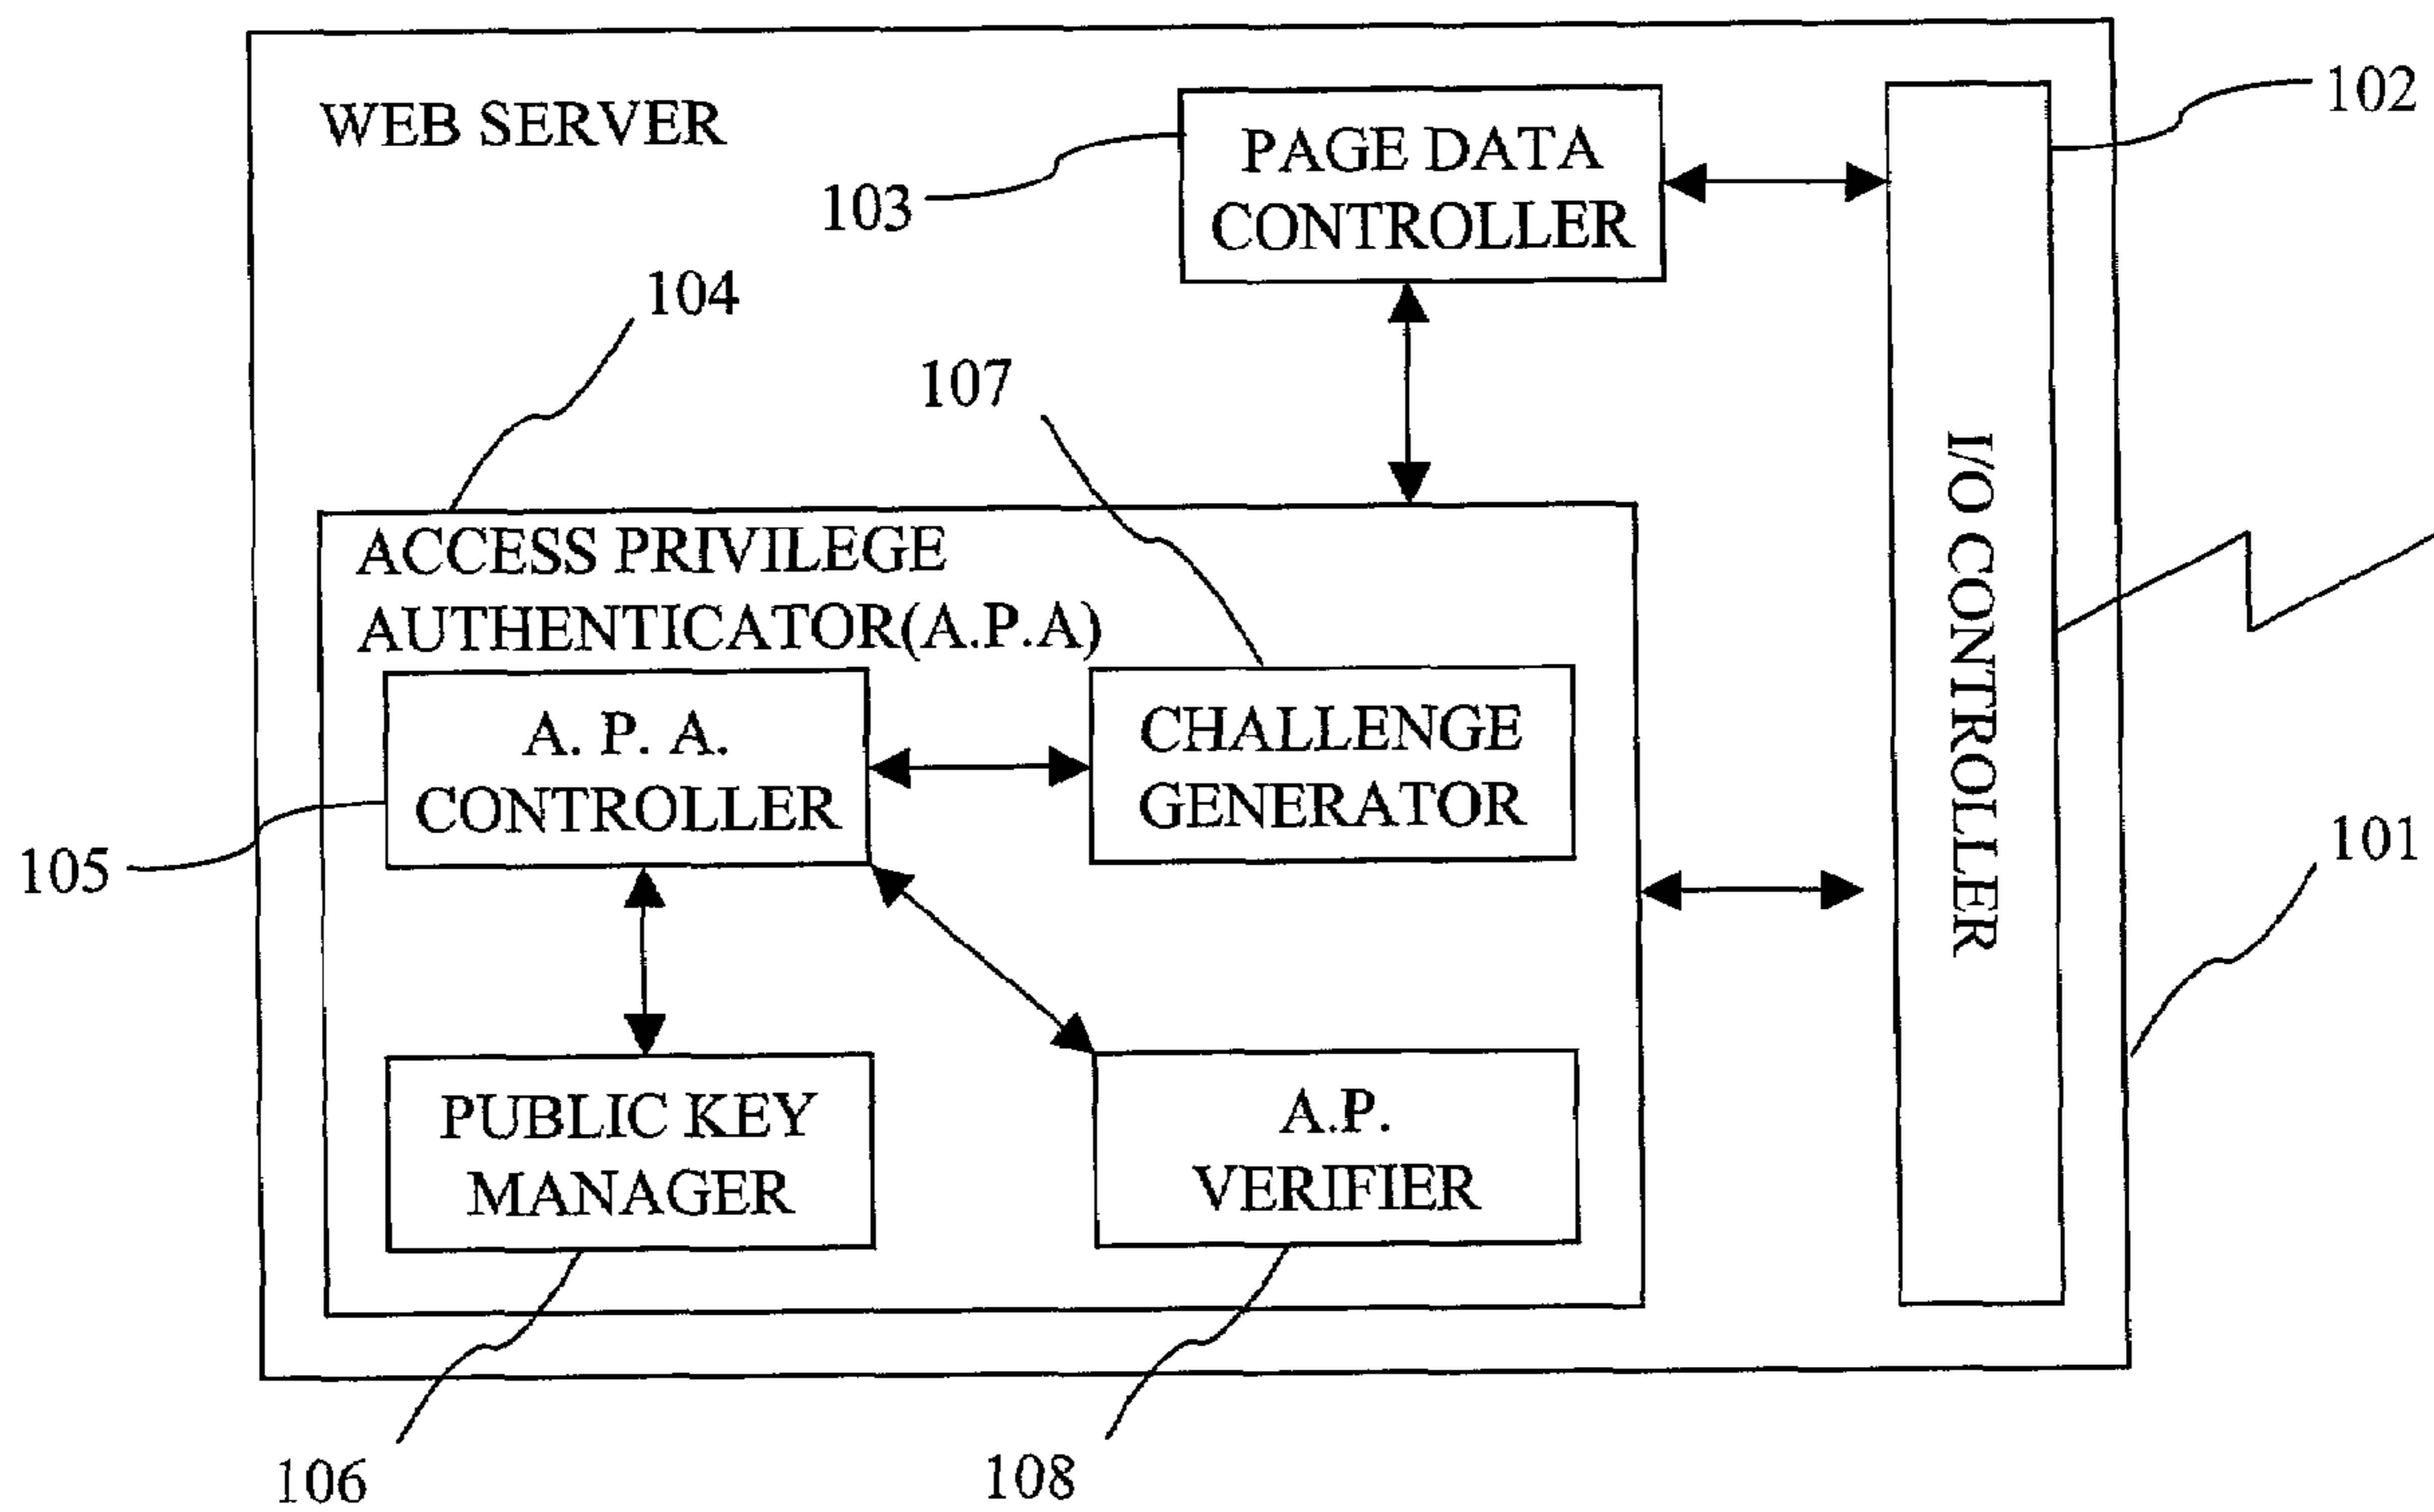 WEB SERVER
102
PAGE DATA
CONTROLLER
103
104
107
ACCESS PRIVILEGE
AUTHENTICATOR(A.P.A)
I/O CONTROLLER
A. P. A.
CONTROLLER
CHALLENGE
GENERATOR
101
105
PUBLIC KEY
MANAGER
A.P.
VERIFIER
106
108